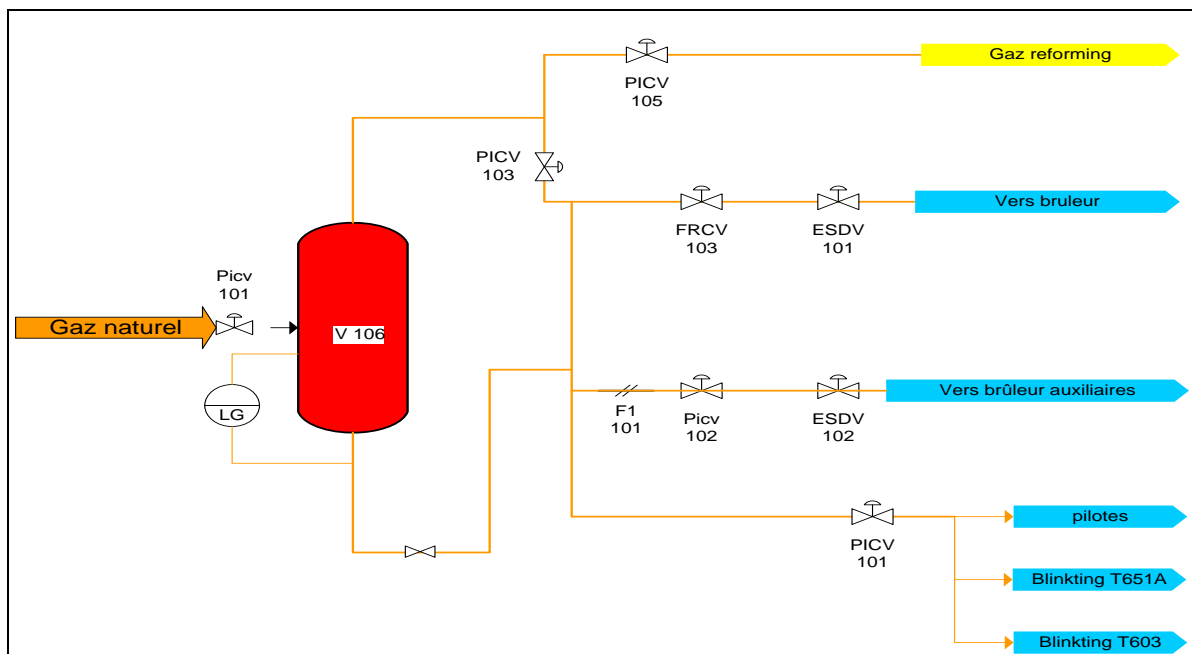 Gaz reforming
PICV
105
PICV
103
Vers bruleur
FRCV
103
ESDV
101
Picv
101
Gaz naturel
V 106
LG
Vers brûleur auxiliaires
F1
101
Picv
102
ESDV
102
pilotes
PICV
101
Blinkting T651A
Blinkting T603